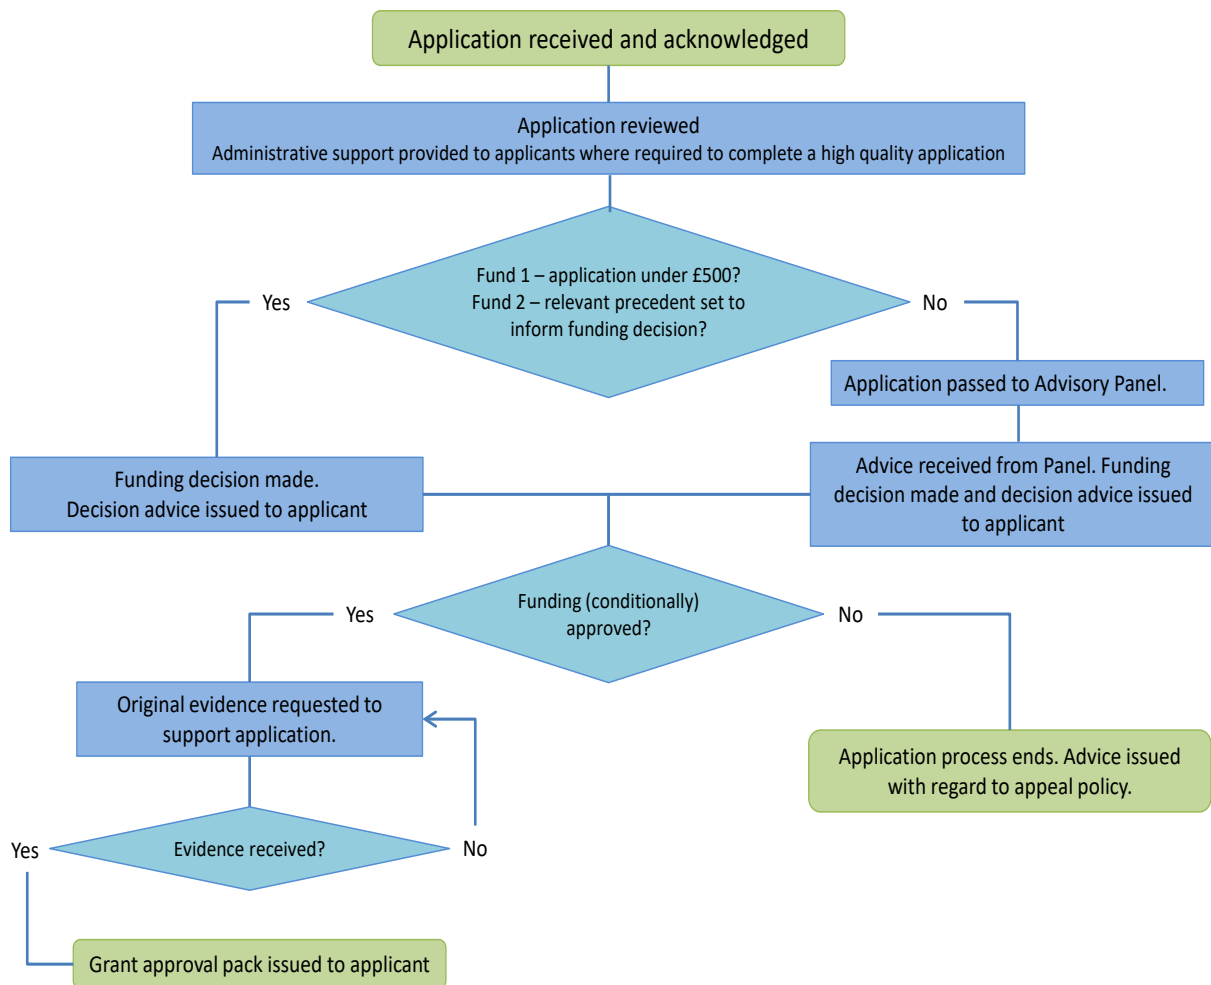 Application received and acknowledged
Application reviewed
Administrative support provided to applicants where required to complete a high quality application
Fund 1 – application under £500?
Fund 2 – relevant precedent set to
inform funding decision?
Yes
No
Application passed to Advisory Panel.
Funding decision made.
Decision advice issued to applicant
Advice received from Panel. Funding
decision made and decision advice issued
to applicant
Funding (conditionally)
approved?
Yes
No
Original evidence requested to
support application.
Application process ends. Advice issued
with regard to appeal policy.
Evidence received?
Yes
No
Grant approval pack issued to applicant